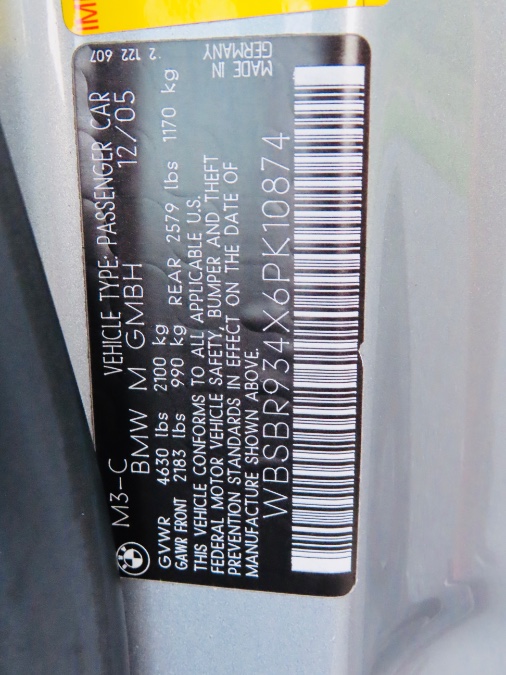 IM
2 122 607
MADE IN
GERMANY
M3-C VEHICLE TYPE: PASSENGER CAR
BMW M GMBH 12/05
GVWR 4630 lbs 2100 kg
GAWR FRONT 2183 lbs 990 kg REAR 2579 lbs 1170 kg
THIS VEHICLE CONFORMS TO ALL APPLICABLE U.S.
FEDERAL MOTOR VEHICLE SAFETY, BUMPER AND THEFT
PREVENTION STANDARDS IN EFFECT ON THE DATE OF
MANUFACTURE SHOWN ABOVE.
WBSBR934X6PK10874